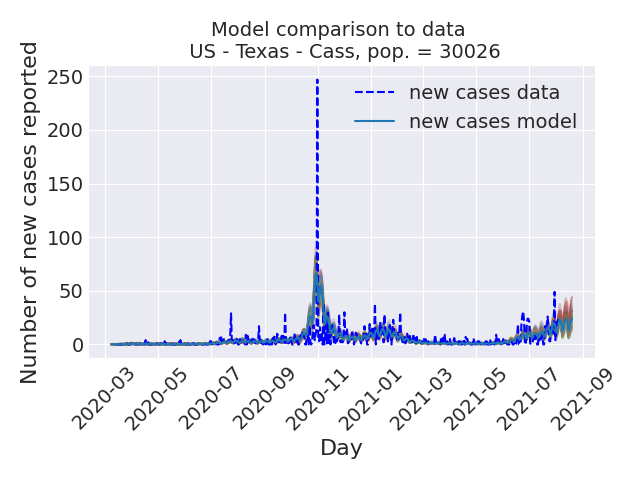 Model comparison to data
US - Texas - Cass, pop. = 30026
Number of new cases reported
250
200
150
100
50
0
new cases data
new cases model
2020-03
2020-05
2020-07
2020-09
2020-11
2021-01
2021-03
2021-05
2021-07
2021-09
Day